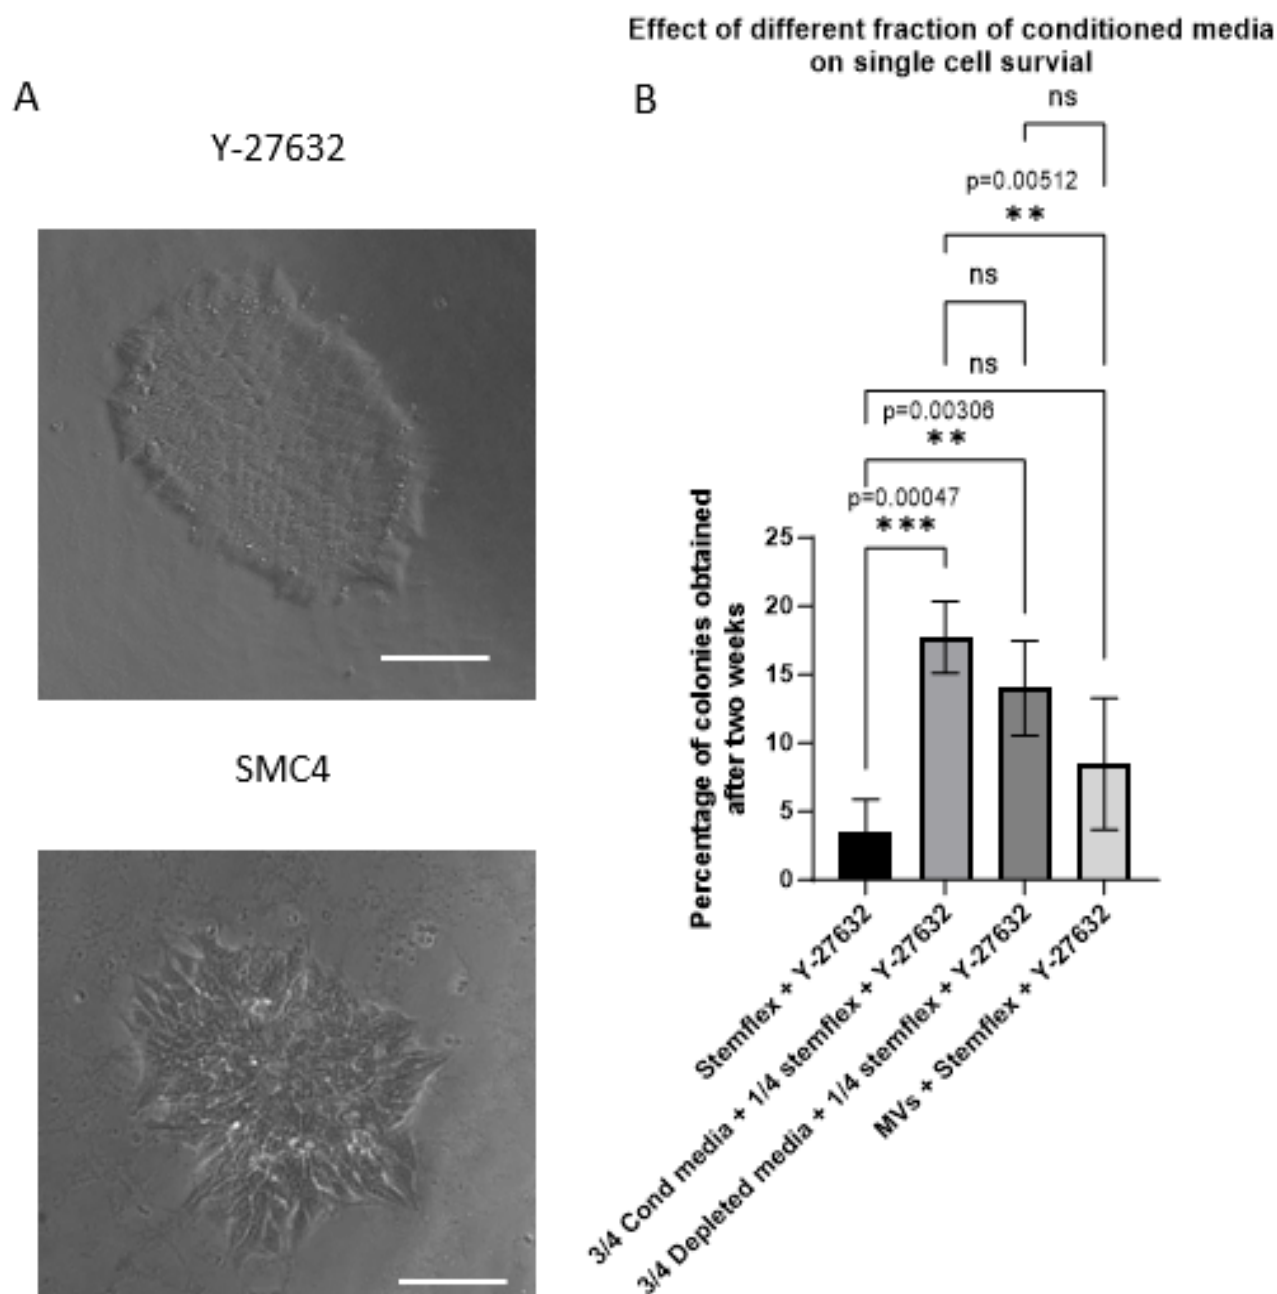 Effect of different fraction of conditioned media
on single cell survial
A
B
Y-27632
SMC4
ns
p=0.00512
**
ns
ns
p=0.00306
**
p=0.00047
***
Percentage of colonies obtained
after two weeks
25
20
15
10
5
0
Stemflex + Y-27632
3/4 Cond media + 1/4 stemflex + Y-27632
3/4 Depleted media + 1/4 stemflex + Y-27632
MVs + Stemflex + Y-27632